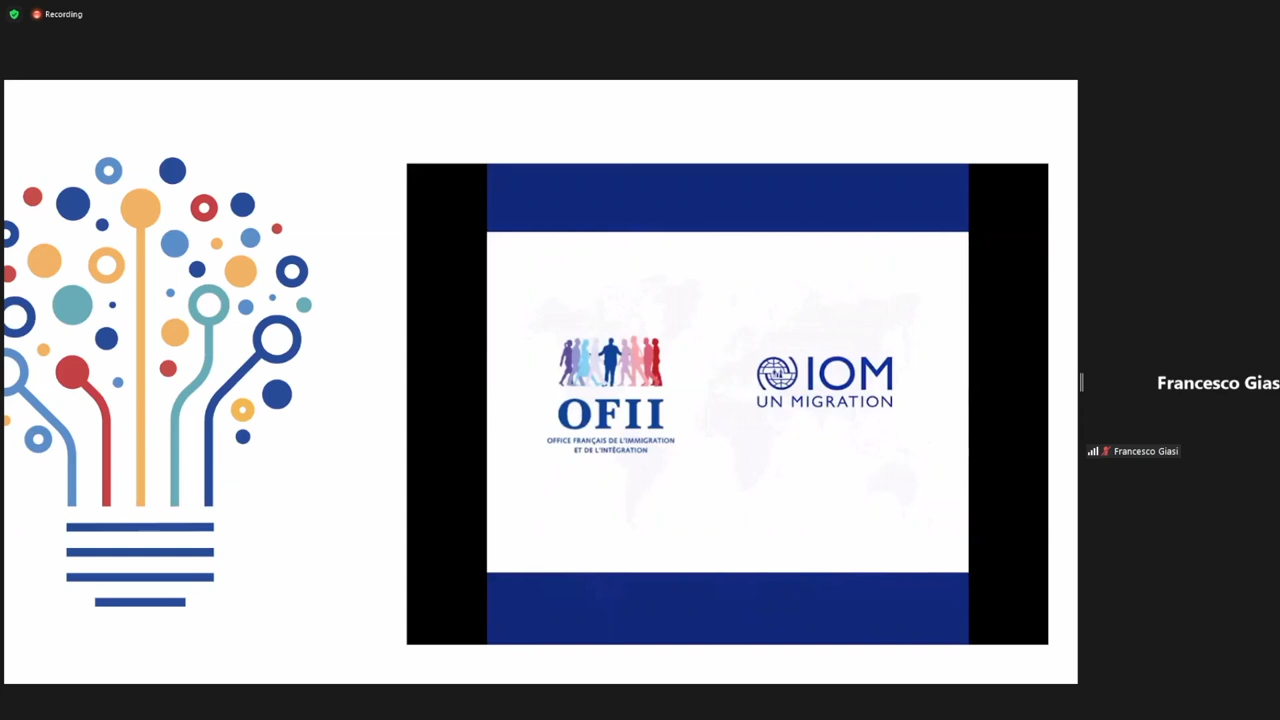 Recording
OFII
OFFICE FRANÇAIS DE L'IMMIGRATION
ET DE L'INTÉGRATION
IOM
UN MIGRATION
Francesco Gias
Francesco Giasi